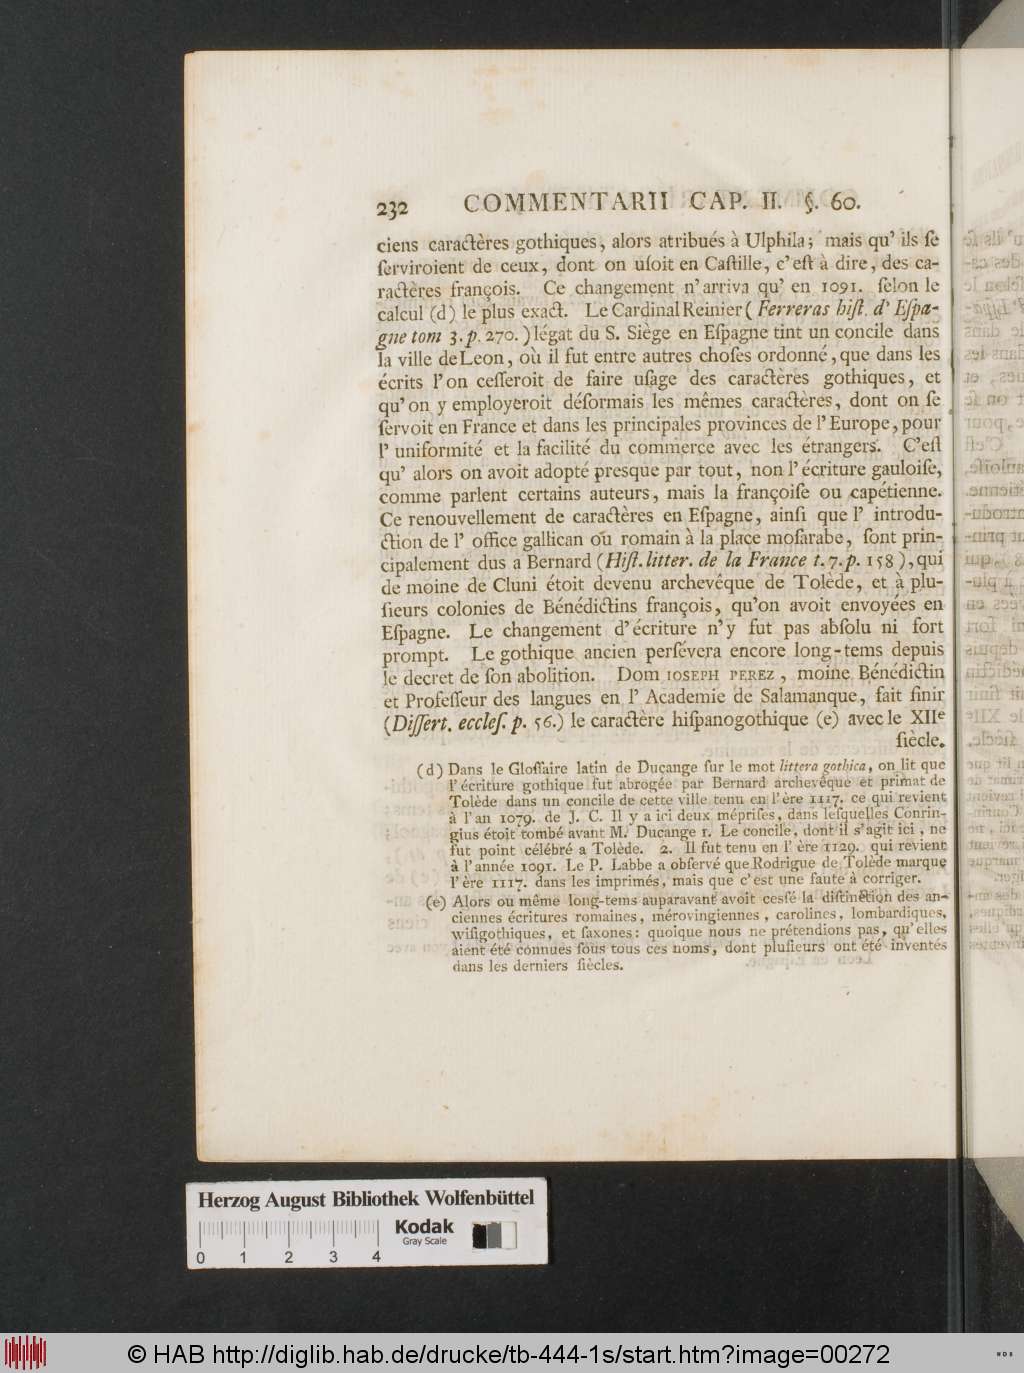 232 COMMENTARII CAP. II. §. 60.
ciens caractères gothiques, alors atribués à Ulphila; mais qu' ils ſe
ſerviroient de ceux, dont on uſoit en Caſtille, c'eſt à dire, des ca-
ractères françois. Ce changement n'arriva qu' en 1091. ſelon le
calcul (d) le plus exact. Le Cardinal Reinier ( Ferreras hiſt. d' Eſpa-
gne tom 3. p. 270. ) légat du S. Siège en Eſpagne tint un concile dans
la ville de Leon, où il fut entre autres choſes ordonné, que dans les
écrits l'on ceſſeroit de faire uſage des caractères gothiques, et
qu'on y employeroit déſormais les mêmes caractères, dont on ſe
ſervoit en France et dans les principales provinces de l'Europe, pour
l' uniformité et la facilité du commerce avec les étrangers. C'eſt
qu' alors on avoit adopté presque par tout, non l'écriture gauloiſe,
comme parlent certains auteurs, mais la françoiſe ou capétienne.
Ce renouvellement de caractères en Eſpagne, ainſi que l' introdu-
ction de l' office gallican ou romain à la place moſarabe, ſont prin-
cipalement dus a Bernard (Hiſt. litter. de la France t. 7. p. 158 ), qui
de moine de Cluni étoit devenu archevêque de Tolède, et à plu-
ſieurs colonies de Bénédictins françois, qu'on avoit envoyées en
Eſpagne. Le changement d'écriture n'y fut pas abſolu ni fort
prompt. Le gothique ancien perſévera encore long-tems depuis
le decret de ſon abolition. Dom IOSEPH PEREZ, moine Bénédictin
et Profeſſeur des langues en l' Academie de Salamanque, fait finir
(Diſſert. eccleſ. p. 56.) le caractère hiſpanogothique (e) avec le XIIe
ſiècle.
(d) Dans le Gloſſaire latin de Ducange ſur le mot littera gothica, on lit que
l'écriture gothique fut abrogée par Bernard archevêque et primat de
Tolède dans un concile de cette ville tenu en l'ère 1117. ce qui revient
à l'an 1079. de J. C. Il y a ici deux mépriſes, dans leſquelles Conrin-
gius étoit tombé avant M. Ducange 1. Le concile, dont il s'agit ici, ne
fut point célébré a Tolède. 2. Il fut tenu en l' ère 1129. qui revient
à l'année 1091. Le P. Labbe a obſervé que Rodrigue de Tolède marque
l'ère 1117. dans les imprimés, mais que c'est une faute à corriger.
(e) Alors ou même long-tems auparavant avoit cesſé la diſtinction des an-
ciennes écritures romaines, mérovingiennes, carolines, lombardiques,
wiſigothiques, et ſaxones: quoique nous ne prétendions pas, qu'elles
aient été connues ſous tous ces noms, dont pluſieurs ont été inventés
dans les derniers ſiècles.
Herzog August Bibliothek Wolfenbüttel
Kodak
Gray Scale
0 1 2 3 4
© HAB http://diglib.hab.de/drucke/tb-444-1s/start.htm?image=00272